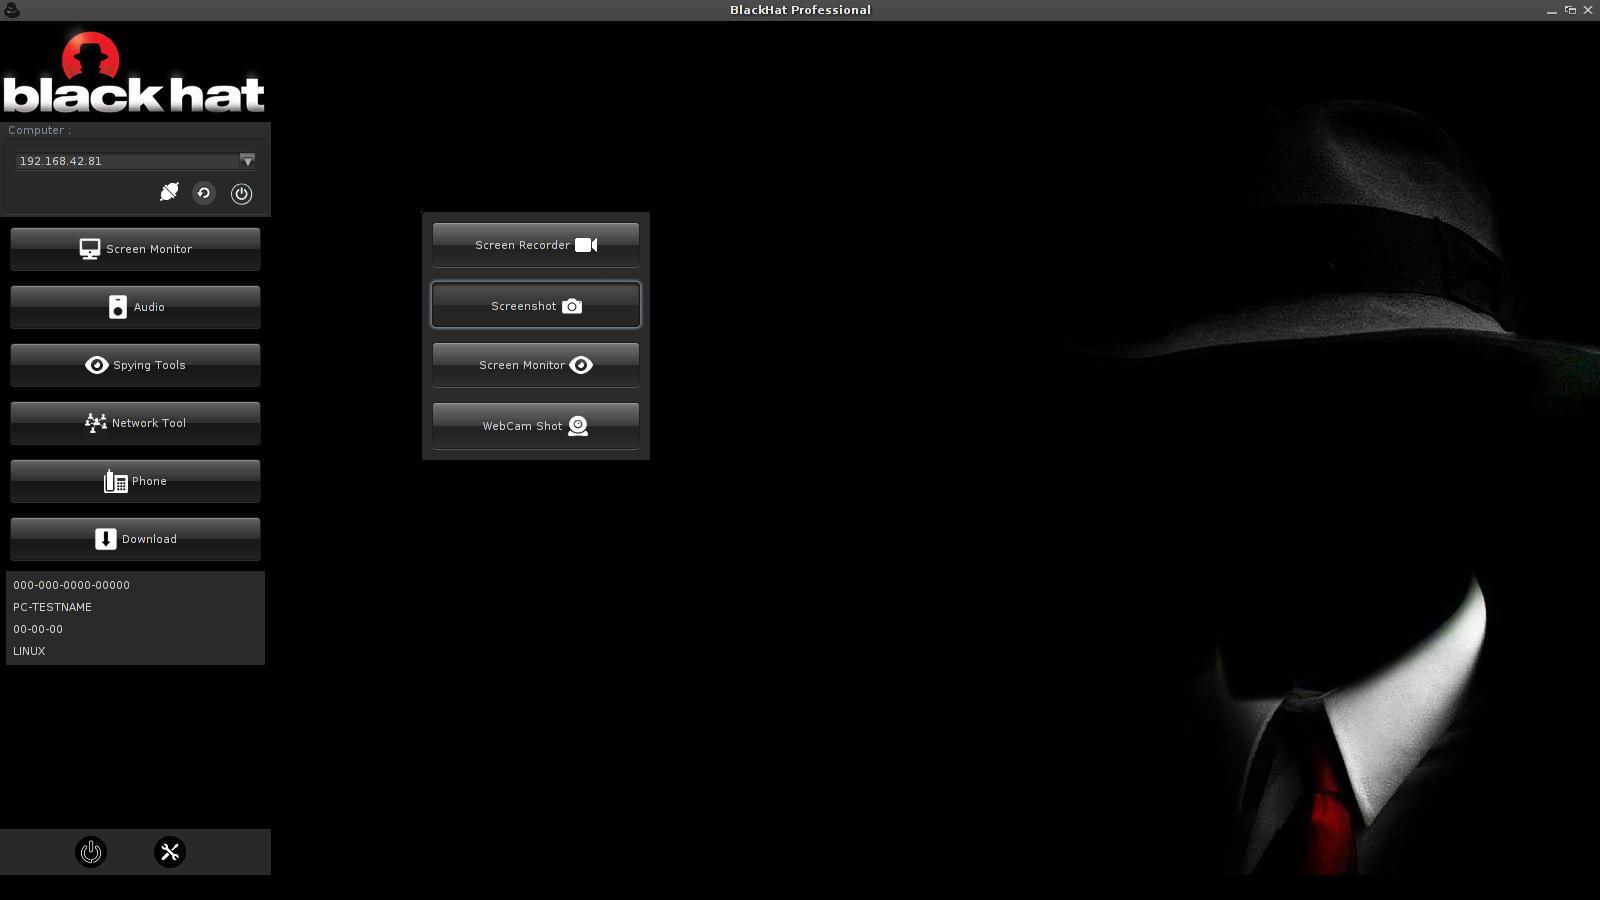 BlackHat Professional
black hat
Computer :
192.168.42.81
Screen Monitor
Audio
Spying Tools
Network Tool
Phone
Download
000-000-0000-00000
PC-TESTNAME
00-00-00
LINUX
Screen Recorder
Screenshot
Screen Monitor
WebCam Shot